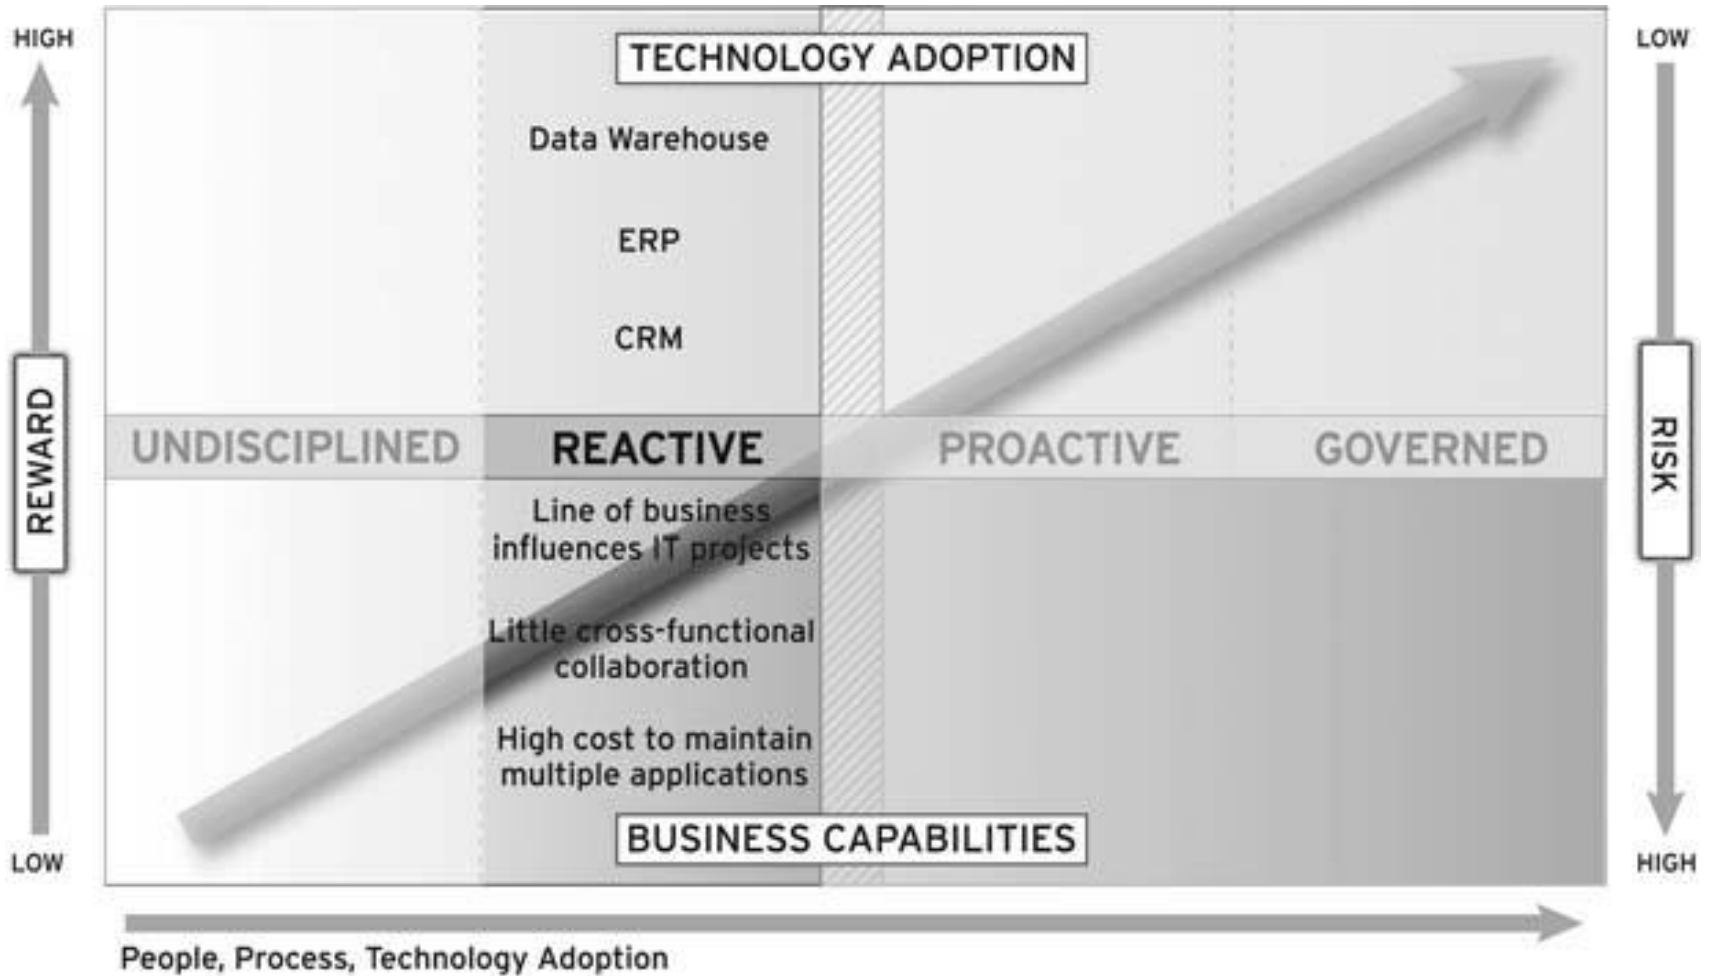 HIGH
LOW
TECHNOLOGY ADOPTION
Data Warehouse
ERP
CRM
REWARD
RISK
UNDISCIPLINED
REACTIVE
PROACTIVE
GOVERNED
Line of business
influences IT projects
Little cross-functional
collaboration
High cost to maintain
multiple applications
BUSINESS CAPABILITIES
LOW
HIGH
People, Process, Technology Adoption